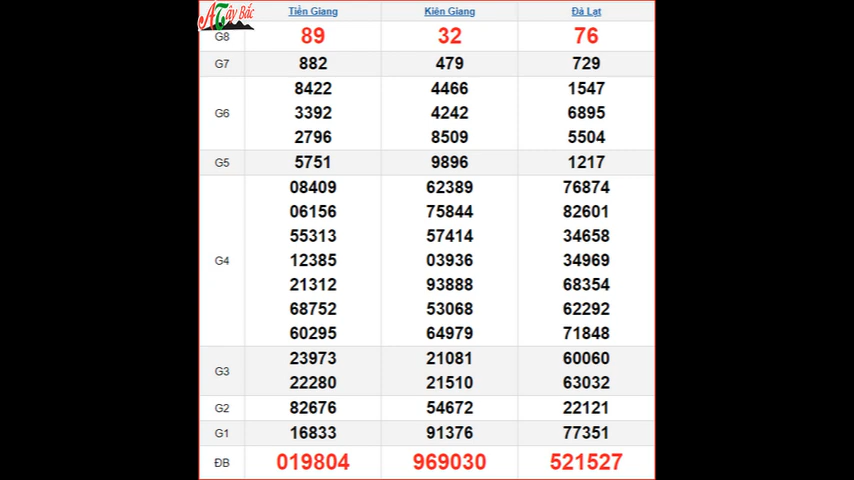 ATây Bắc
Tiền Giang Kiên Giang Đà Lạt
G8 89 32 76
G7 882 479 729
8422 4466 1547
G6 3392 4242 6895
2796 8509 5504
G5 5751 9896 1217
08409 62389 76874
06156 75844 82601
55313 57414 34658
G4 12385 03936 34969
21312 93888 68354
68752 53068 62292
60295 64979 71848
23973 21081 60060
G3
22280 21510 63032
G2 82676 54672 22121
G1 16833 91376 77351
ĐB 019804 969030 521527